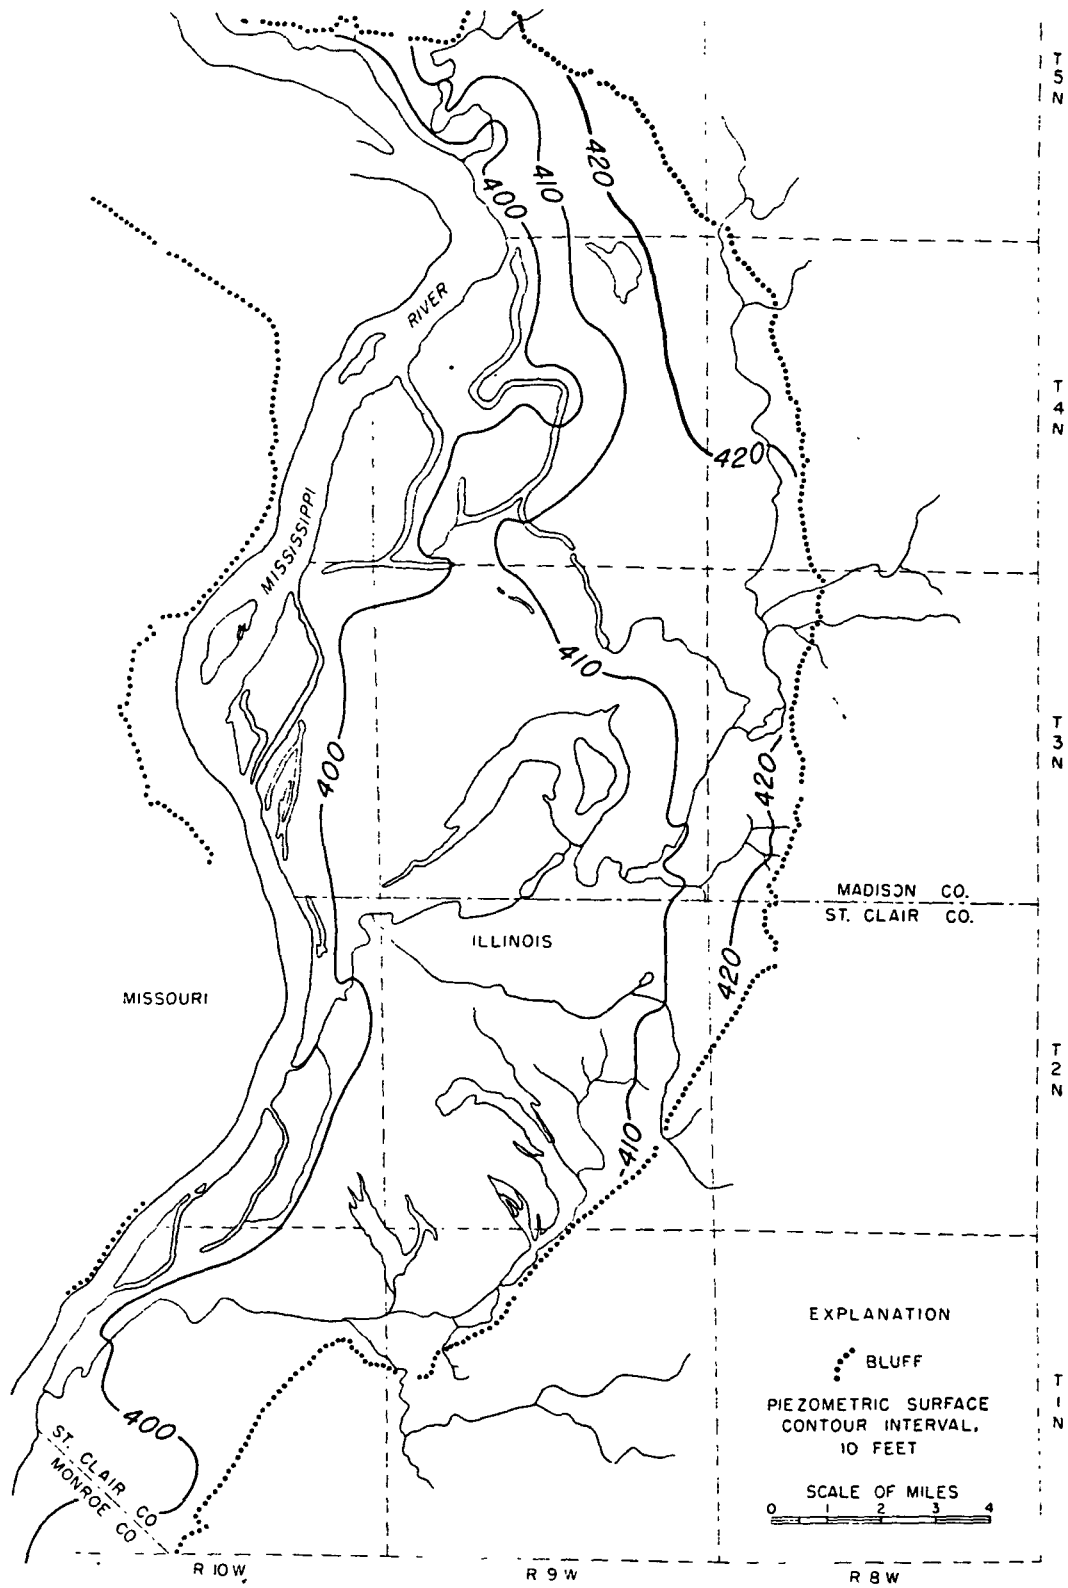 T
5
N
420
410
400
RIVER
T
4
N
420
MISSISSIPPI
410
T
3
N
400
420
MADISON CO.
ST. CLAIR CO.
ILLINOIS
420
MISSOURI
T
2
N
410
EXPLANATION
BLUFF
PIEZOMETRIC SURFACE
CONTOUR INTERVAL,
10 FEET
T
1
N
400
ST. CLAIR CO
MONROE CO
SCALE OF MILES
0 1 2 3 4
R 10 W
R 9 W
R 8 W